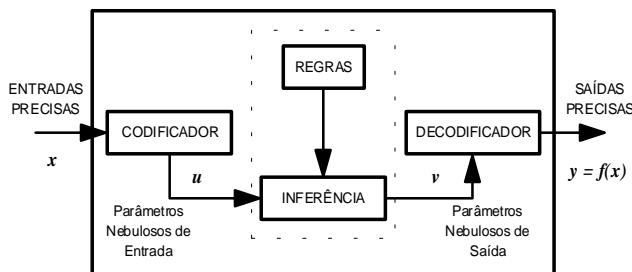 REGRAS
ENTRADAS
PRECISAS
x
CODIFICADOR
u
Parâmetros
Nebulosos de
Entrada
INFERÊNCIA
v
DECODIFICADOR
Parâmetros
Nebulosos de
Saída
SAÍDAS
PRECISAS
y = f(x)